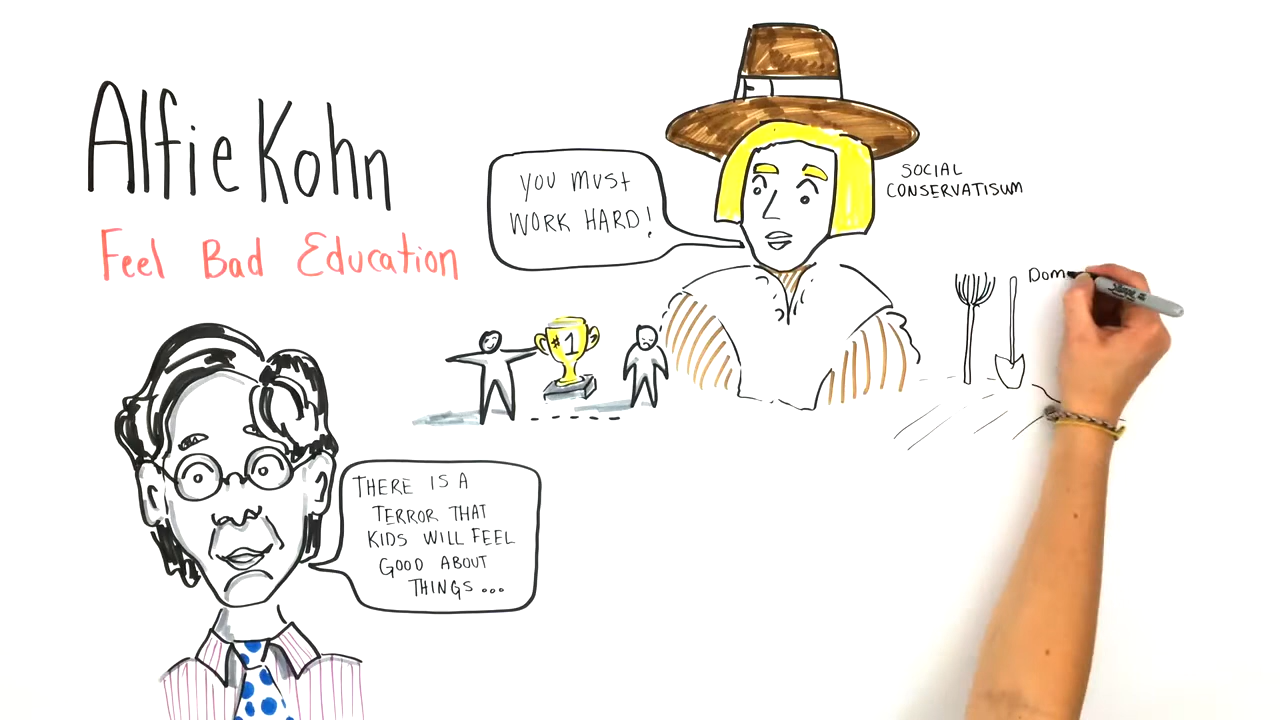 Alfie Kohn
Feel Bad Education
YOU MUST
WORK HARD!
SOCIAL
CONSERVATISUM
Dom
#1
THERE IS A
TERROR THAT
KIDS WILL FEEL
GOOD ABOUT
THINGS...